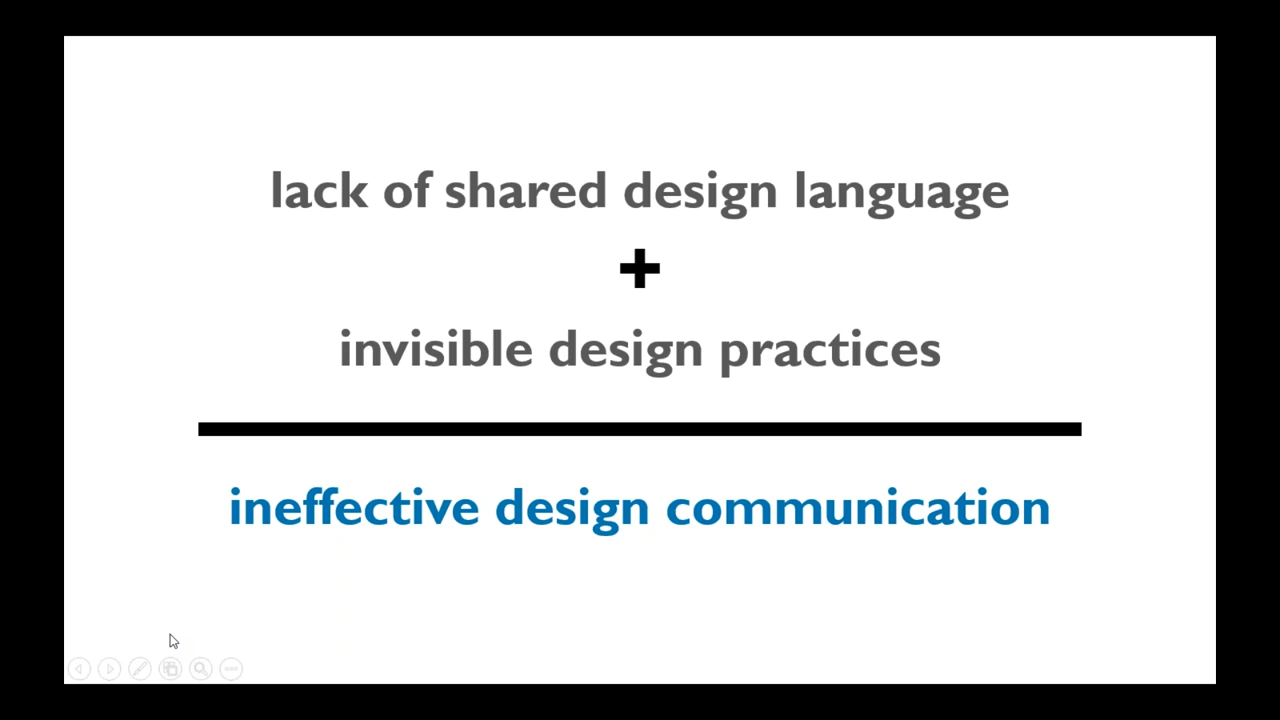 lack of shared design language
+
invisible design practices
ineffective design communication